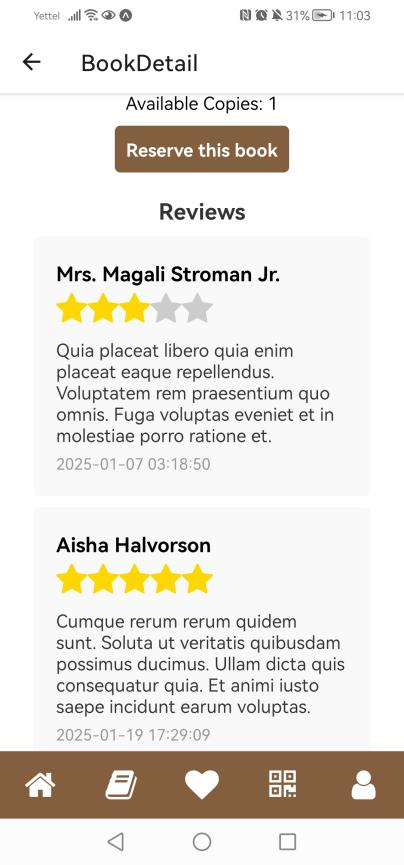 Yettel 31% 11:03
BookDetail
Available Copies: 1
Reserve this book
Reviews
Mrs. Magali Stroman Jr.
Quia placeat libero quia enim
placeat eaque repellendus.
Voluptatem rem praesentium quo
omnis. Fuga voluptas eveniet et in
molestiae porro ratione et.
2025-01-07 03:18:50
Aisha Halvorson
Cumque rerum rerum quidem
sunt. Soluta ut veritatis quibusdam
possimus ducimus. Ullam dicta quis
consequatur quia. Et animi iusto
saepe incidunt earum voluptas.
2025-01-19 17:29:09